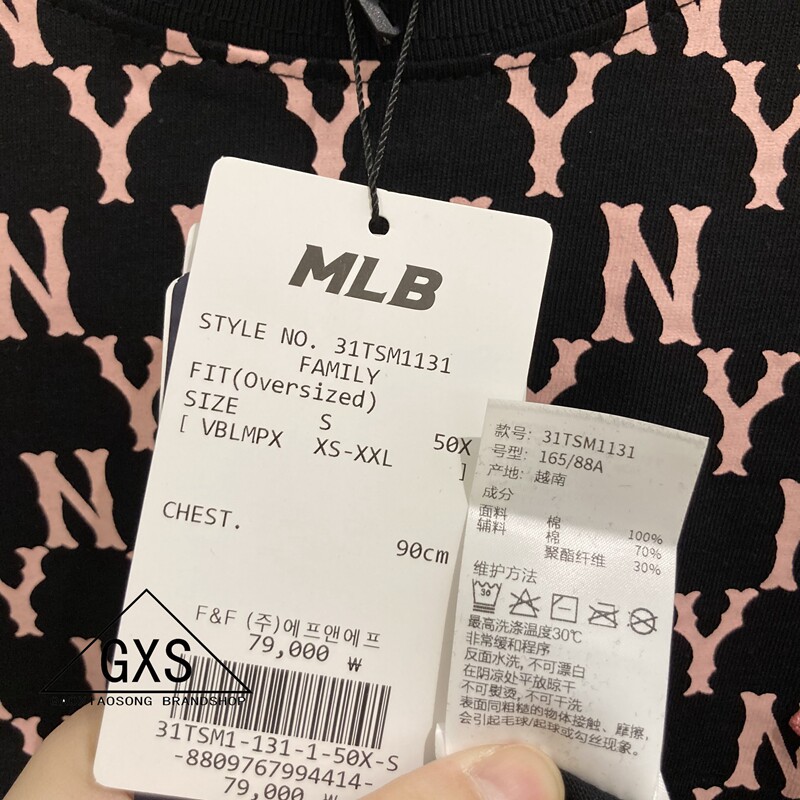 MLB
STYLE NO. 31TSM1131
FAMILY
FIT(Oversized)
SIZE S
[ VBLMPX XS-XXL 50X ]
CHEST. 90cm
F&F (주)에프앤에프
79,000 ₩
31TSM1-131-1-50X-S
-8809767994414-
79,000 ₩
款号: 31TSM1131
号型: 165/88A
产地: 越南
成分
面料 棉 100%
辅料 棉 70%
聚酯纤维 30%
维护方法
30
最高洗涤温度30℃
非常缓和程序
反面水洗, 不可漂白
在阴凉处平放晾干
不可熨烫, 不可干洗
表面同粗糙的物体接触、摩擦,
会引起毛球/起球或勾丝现象。
GXS
TAOSONG BRANDSHOP
N Y